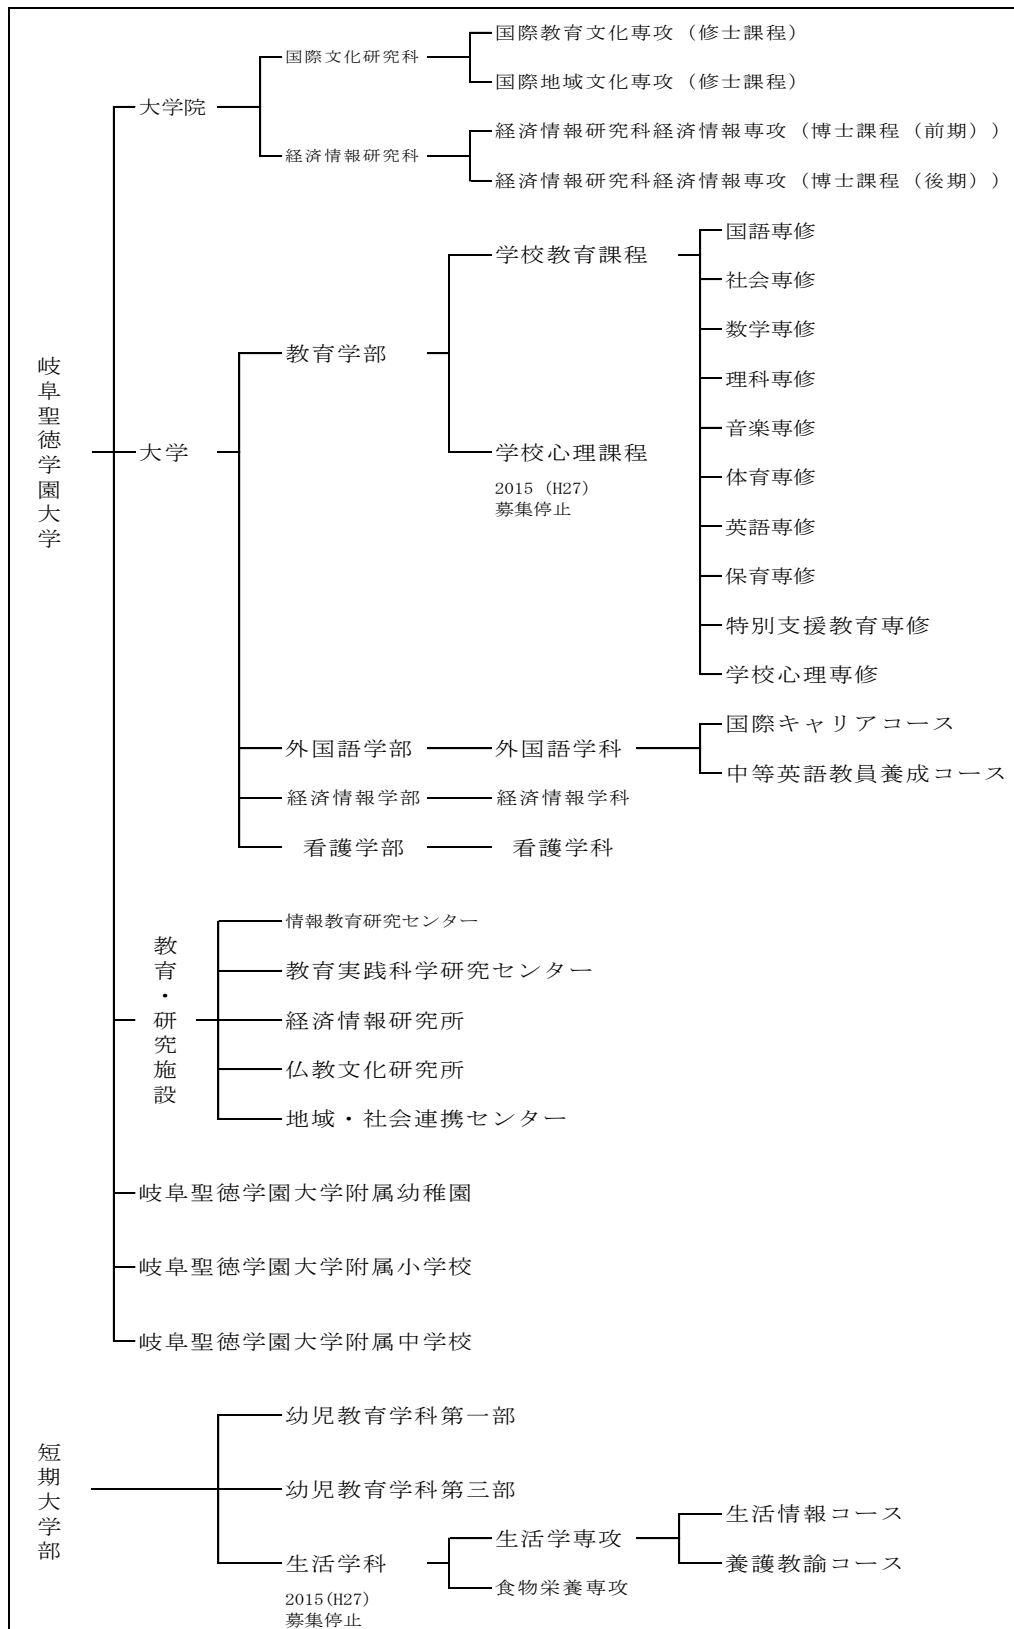 岐阜聖徳学園大学
大学院
国際文化研究科
国際教育文化専攻（修士課程）
国際地域文化専攻（修士課程）
経済情報研究科
経済情報研究科経済情報専攻（博士課程（前期））
経済情報研究科経済情報専攻（博士課程（後期））
大学
教育学部
学校教育課程
国語専修
社会専修
数学専修
理科専修
音楽専修
体育専修
英語専修
保育専修
特別支援教育専修
学校心理専修
学校心理課程
2015（H27）
募集停止
外国語学部
外国語学科
国際キャリアコース
中等英語教員養成コース
経済情報学部
経済情報学科
看護学部
看護学科
教育・研究施設
情報教育研究センター
教育実践科学研究センター
経済情報研究所
仏教文化研究所
地域・社会連携センター
岐阜聖徳学園大学附属幼稚園
岐阜聖徳学園大学附属小学校
岐阜聖徳学園大学附属中学校
短期大学部
幼児教育学科第一部
幼児教育学科第三部
生活学科
2015(H27)
募集停止
生活学専攻
生活情報コース
養護教諭コース
食物栄養専攻